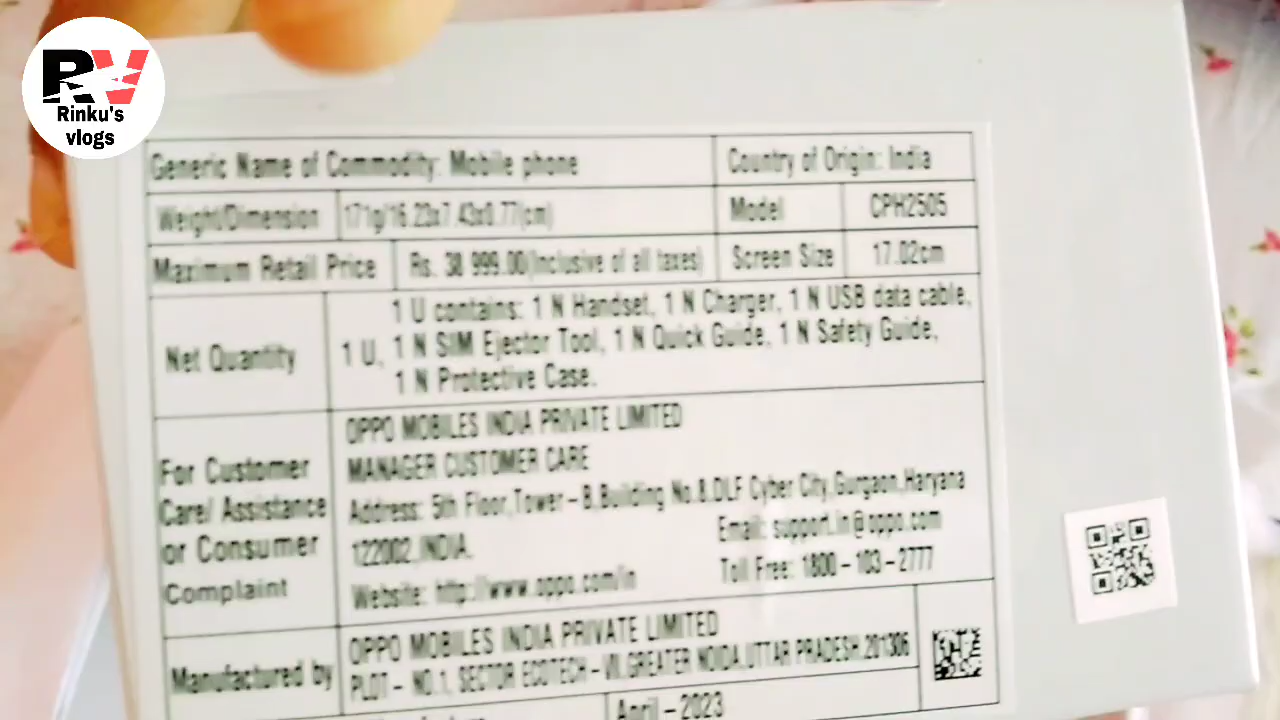 RV
Rinku's
vlogs
Generic Name of Commodity: Mobile phone
Country of Origin: India
Weight/Dimension
171g/16.23x7.43x0.77(cm)
Model
CPH2505
Maximum Retail Price
Rs. 38 999.00(Inclusive of all taxes)
Screen Size
17.02cm
Net Quantity
1 U,
1 U contains: 1 N Handset, 1 N Charger, 1 N USB data cable,
1 N SIM Ejector Tool, 1 N Quick Guide, 1 N Safety Guide,
1 N Protective Case.
For Customer
Care/ Assistance
or Consumer
Complaint
OPPO MOBILES INDIA PRIVATE LIMITED
MANAGER CUSTOMER CARE
Address: 5th Floor,Tower-B,Building No.8,DLF Cyber City,Gurgaon,Haryana
122002,INDIA.
Email: support.in@oppo.com
Website: http://www.oppo.com/in
Toll Free: 1800-103-2777
Manufactured by
OPPO MOBILES INDIA PRIVATE LIMITED
PLOT- NO.1, SECTOR ECOTECH-VII,GREATER NOIDA,UTTAR PRADESH,201306
April-2023